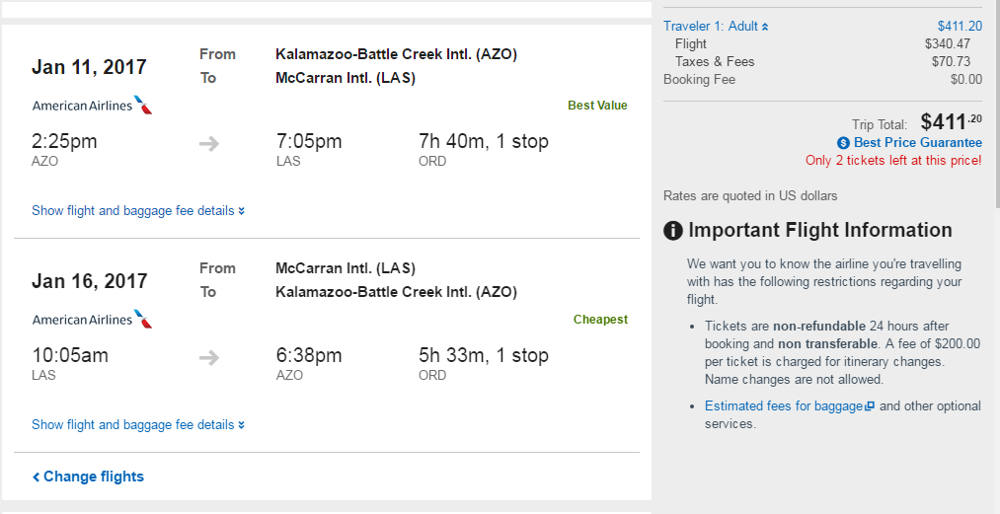 Jan 11, 2017
From
Kalamazoo-Battle Creek Intl. (AZO)
To
McCarran Intl. (LAS)
American Airlines
Best Value
2:25pm
7:05pm
7h 40m, 1 stop
AZO
LAS
ORD
Show flight and baggage fee details
Jan 16, 2017
From
McCarran Intl. (LAS)
To
Kalamazoo-Battle Creek Intl. (AZO)
American Airlines
Cheapest
10:05am
6:38pm
5h 33m, 1 stop
LAS
AZO
ORD
Show flight and baggage fee details
Change flights
Traveler 1: Adult $411.20
Flight $340.47
Taxes & Fees $70.73
Booking Fee $0.00
Trip Total: $411.20
$ Best Price Guarantee
Only 2 tickets left at this price!
Rates are quoted in US dollars
Important Flight Information
We want you to know the airline you're travelling
with has the following restrictions regarding your
flight.
• Tickets are non-refundable 24 hours after
booking and non transferable. A fee of $200.00
per ticket is charged for itinerary changes.
Name changes are not allowed.
• Estimated fees for baggage and other optional
services.